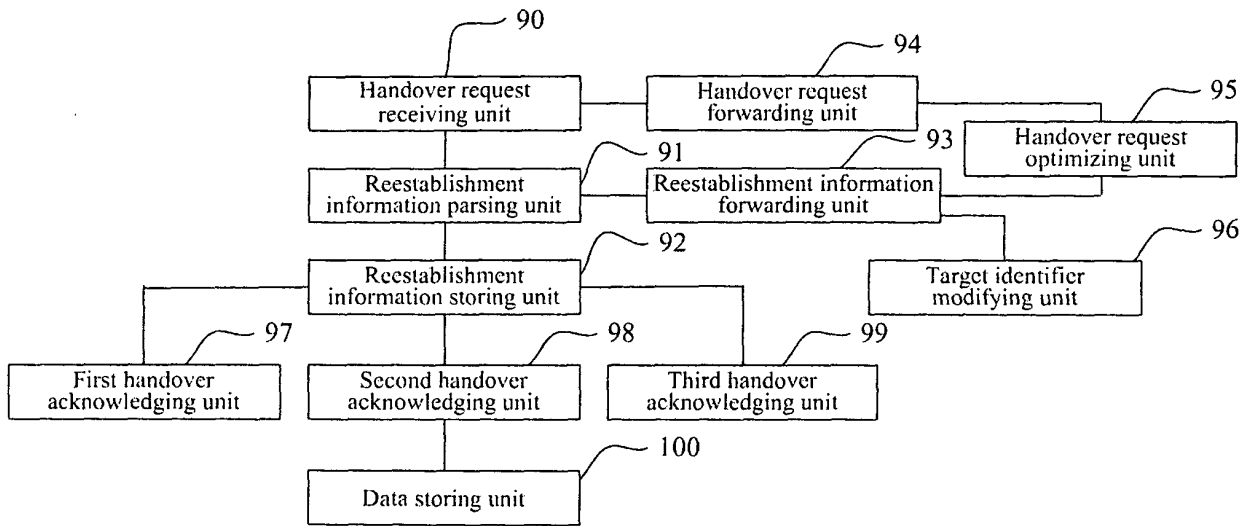 90
94
95
Handover request
receiving unit
Handover request
forwarding unit
Handover request
optimizing unit
91
93
Reestablishment
information parsing unit
Reestablishment information
forwarding unit
92
96
Reestablishment
information storing unit
Target identifier
modifying unit
97
98
99
First handover
acknowledging unit
Second handover
acknowledging unit
Third handover
acknowledging unit
100
Data storing unit